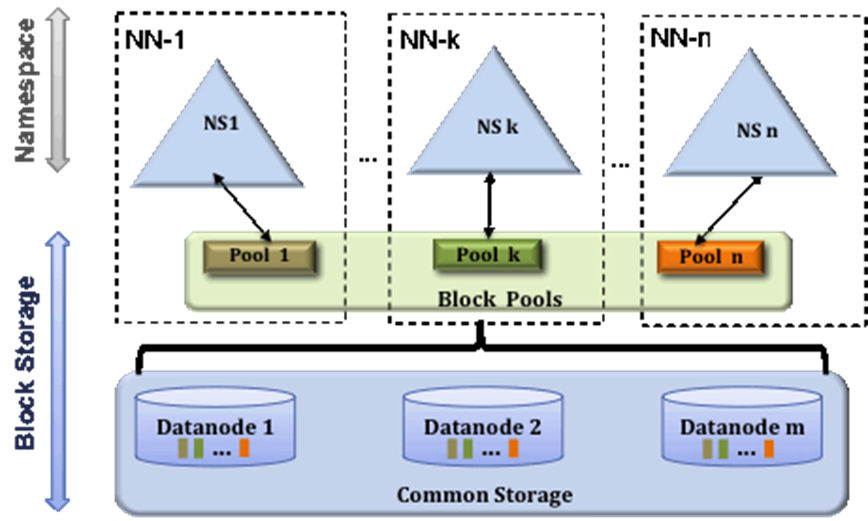 Namespace
NN-1
NN-k
NN-n
NS1
NS k
NS n
...
...
Block Storage
Pool 1
Pool k
Pool n
Block Pools
Datanode 1
...
Datanode 2
...
Datanode m
...
Common Storage